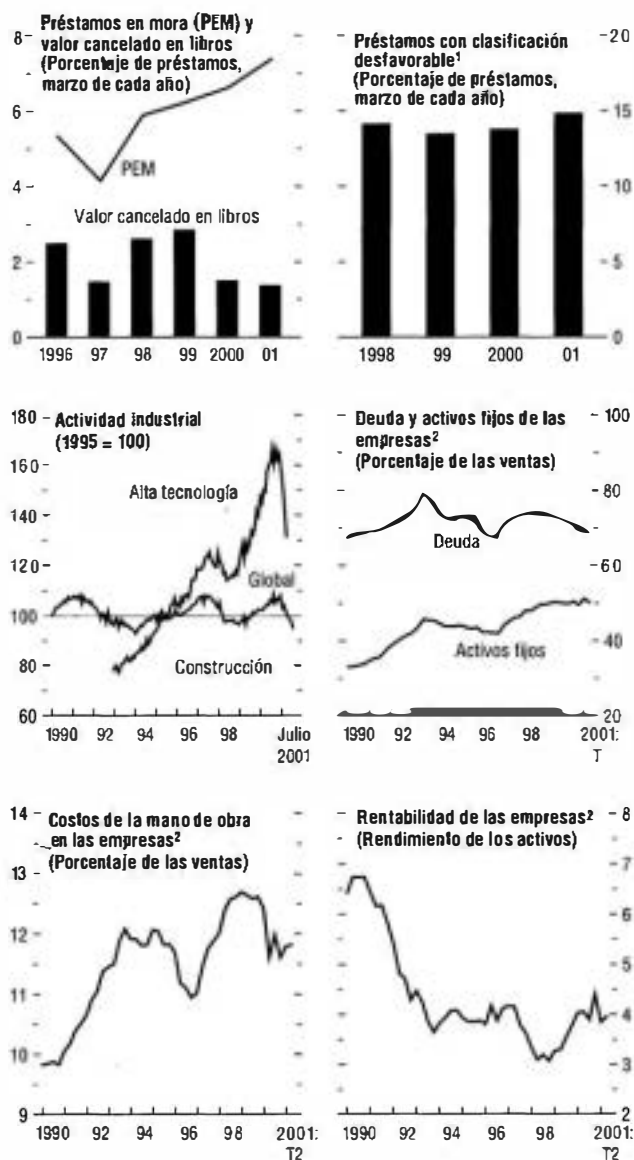 Préstamos en mora (PEM) y
valor cancelado en libros
(Porcentaje de préstamos,
marzo de cada año)
8
6
4
2
0
PEM
Valor cancelado en libros
1996 97 98 99 2000 01
Préstamos con clasificación
desfavorable¹
(Porcentaje de préstamos,
marzo de cada año)
20
15
10
5
0
1998 99 2000 01
Actividad industrial
(1995 = 100)
180
160
140
120
100
80
60
Alta tecnología
Global
Construcción
1990 92 94 96 98 Julio
2001
Deuda y activos fijos de las
empresas²
(Porcentaje de las ventas)
100
80
60
40
20
Deuda
Activos fijos
1990 92 94 96 98 2001:
T
Costos de la mano de obra
en las empresas²
(Porcentaje de las ventas)
14
13
12
11
10
9
1990 92 94 96 98 2001:
T2
Rentabilidad de las empresas²
(Rendimiento de los activos)
8
7
6
5
4
3
2
1990 92 94 96 98 2001:
T2